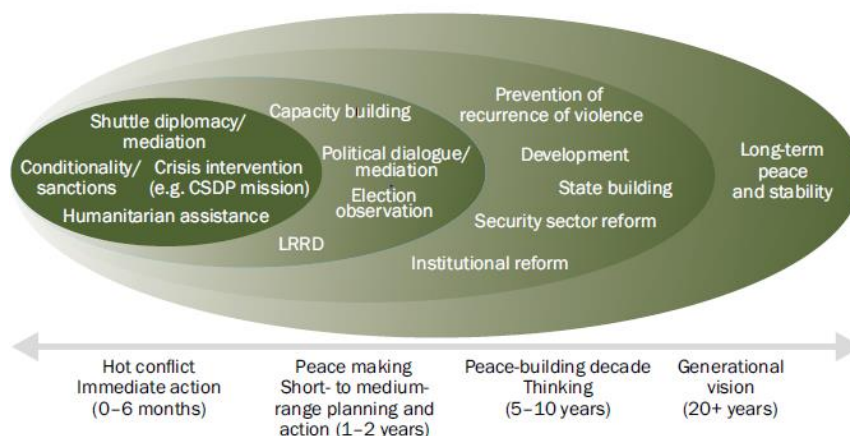 Shuttle diplomacy/
mediation
Conditionality/
sanctions
Crisis intervention
(e.g. CSDP mission)
Humanitarian assistance
Capacity building
Political dialogue/
mediation
Election
observation
LRRD
Prevention of
recurrence of violence
Development
State building
Security sector reform
Institutional reform
Long-term
peace
and stability
Hot conflict
Immediate action
(0–6 months)
Peace making
Short- to medium-
range planning and
action (1–2 years)
Peace-building decade
Thinking
(5–10 years)
Generational
vision
(20+ years)